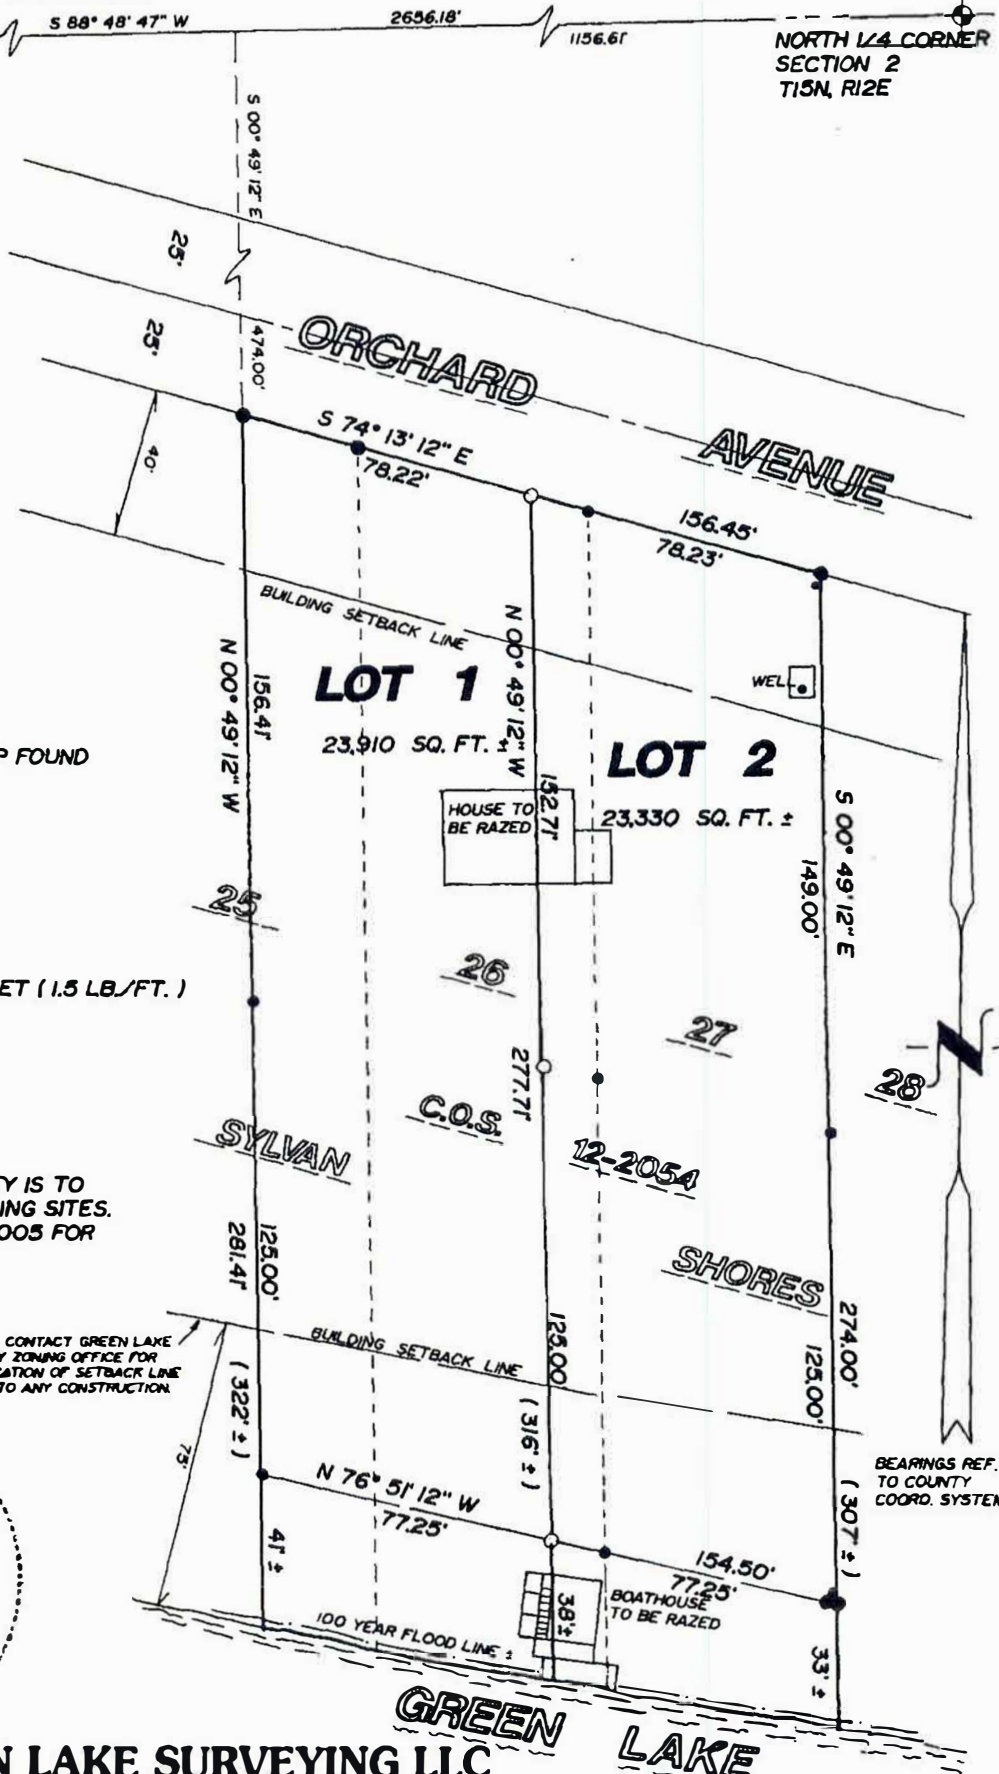 S 88° 48' 47" W
2656.18'
1156.61'
NORTH 1/4 CORNER
SECTION 2
T15N, R12E
S 00° 49' 12" E
474.00'
25'
25'
40'
ORCHARD
AVENUE
S 74° 13' 12" E
78.22'
156.45'
78.23'
BUILDING SETBACK LINE
N 00° 49' 12" W
156.41'
LOT 1
23,910 SQ. FT. ±
N 00° 49' 12" W
152.71'
WELL
LOT 2
23,330 SQ. FT. ±
P FOUND
HOUSE TO
BE RAZED
S 00° 49' 12" E
149.00'
25
26
27
28
ET ( 1.5 LB./FT. )
277.71'
C.O.S.
12-2054
SYLVAN
SHORES
Y IS TO
ING SITES.
005 FOR
125.00'
281.41'
( 322' ± )
CONTACT GREEN LAKE
Y ZONING OFFICE FOR
ATION OF SETBACK LINE
TO ANY CONSTRUCTION.
BUILDING SETBACK LINE
125.00'
( 316' ± )
274.00'
125.00'
( 307' ± )
BEARINGS REF.
TO COUNTY
COORD. SYSTEM
75'
N 76° 51' 12" W
77.25'
154.50'
77.25'
41' ±
38' ±
33' ±
BOATHOUSE
TO BE RAZED
100 YEAR FLOOD LINE ±
GREEN LAKE
N LAKE SURVEYING LLC